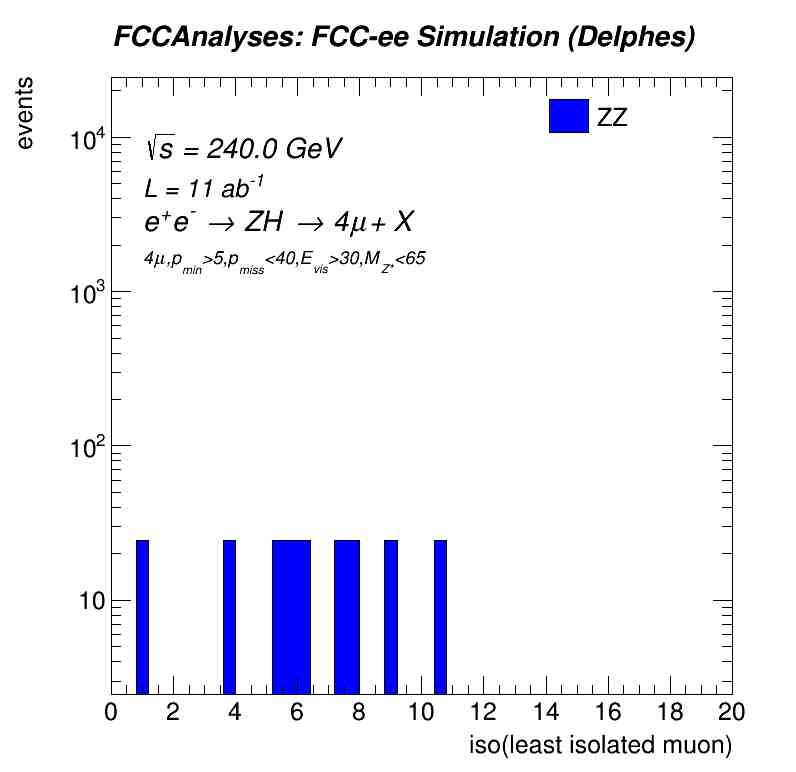 FCCAnalyses: FCC-ee Simulation (Delphes)
events
ZZ
√s = 240.0 GeV
L = 11 ab⁻¹
e⁺e⁻ → ZH → 4μ + X
4μ,p_min>5,p_miss<40,E_vis>30,M_Z*<65
10⁴
10³
10²
10
0 2 4 6 8 10 12 14 16 18 20
iso(least isolated muon)